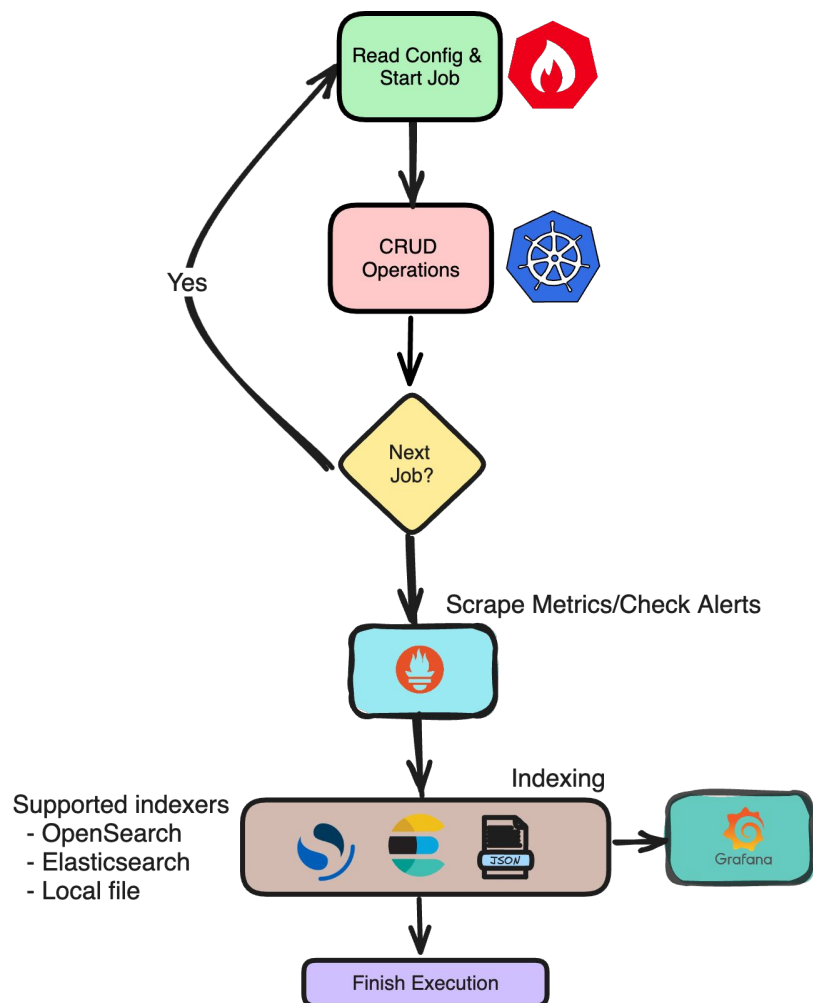 Read Config &
Start Job
CRUD
Operations
Yes
Next
Job?
Scrape Metrics/Check Alerts
Indexing
Supported indexers
- OpenSearch
- Elasticsearch
- Local file
JSON
Grafana
Finish Execution